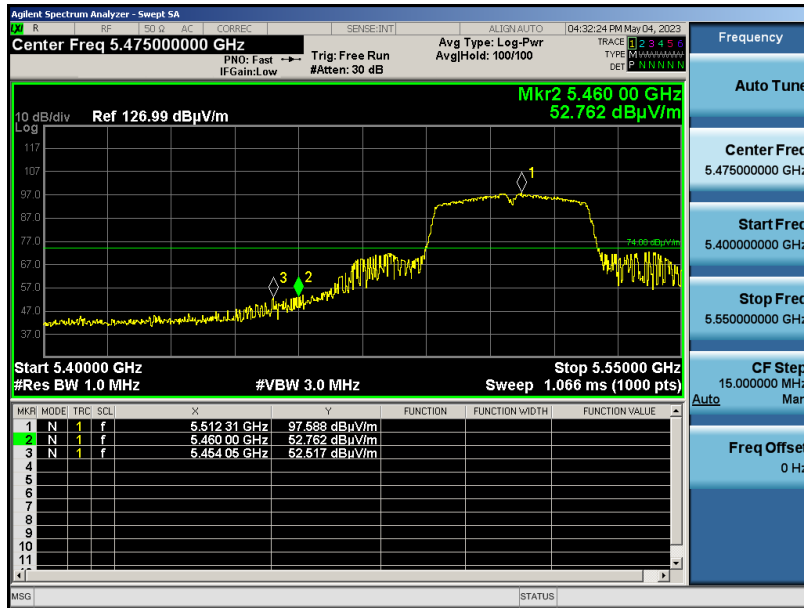 Agilent Spectrum Analyzer - Swept SA
LXI R RF 50 Ω AC CORREC SENSE:INT ALIGN AUTO 04:32:24 PM May 04, 2023
Center Freq 5.475000000 GHz
PNO: Fast
IFGain:Low
Trig: Free Run
#Atten: 30 dB
Avg Type: Log-Pwr
Avg|Hold: 100/100
TRACE 1 2 3 4 5 6
TYPE MWWWWW
DET P N N N N N
Mkr2 5.460 00 GHz
52.762 dBµV/m
10 dB/div Ref 126.99 dBµV/m
Log
117
107
97.0
87.0
77.0
67.0
57.0
47.0
37.0
1
2
3
74.00 dBµV/m
Start 5.40000 GHz Stop 5.55000 GHz
#Res BW 1.0 MHz #VBW 3.0 MHz Sweep 1.066 ms (1000 pts)
MKR MODE TRC SCL X Y FUNCTION FUNCTION WIDTH FUNCTION VALUE
1 N 1 f 5.512 31 GHz 97.588 dBµV/m
2 N 1 f 5.460 00 GHz 52.762 dBµV/m
3 N 1 f 5.454 05 GHz 52.517 dBµV/m
4
5
6
7
8
9
10
11
MSG STATUS
Frequency
Auto Tune
Center Freq
5.475000000 GHz
Start Freq
5.400000000 GHz
Stop Freq
5.550000000 GHz
CF Step
15.000000 MHz
Auto Man
Freq Offset
0 Hz